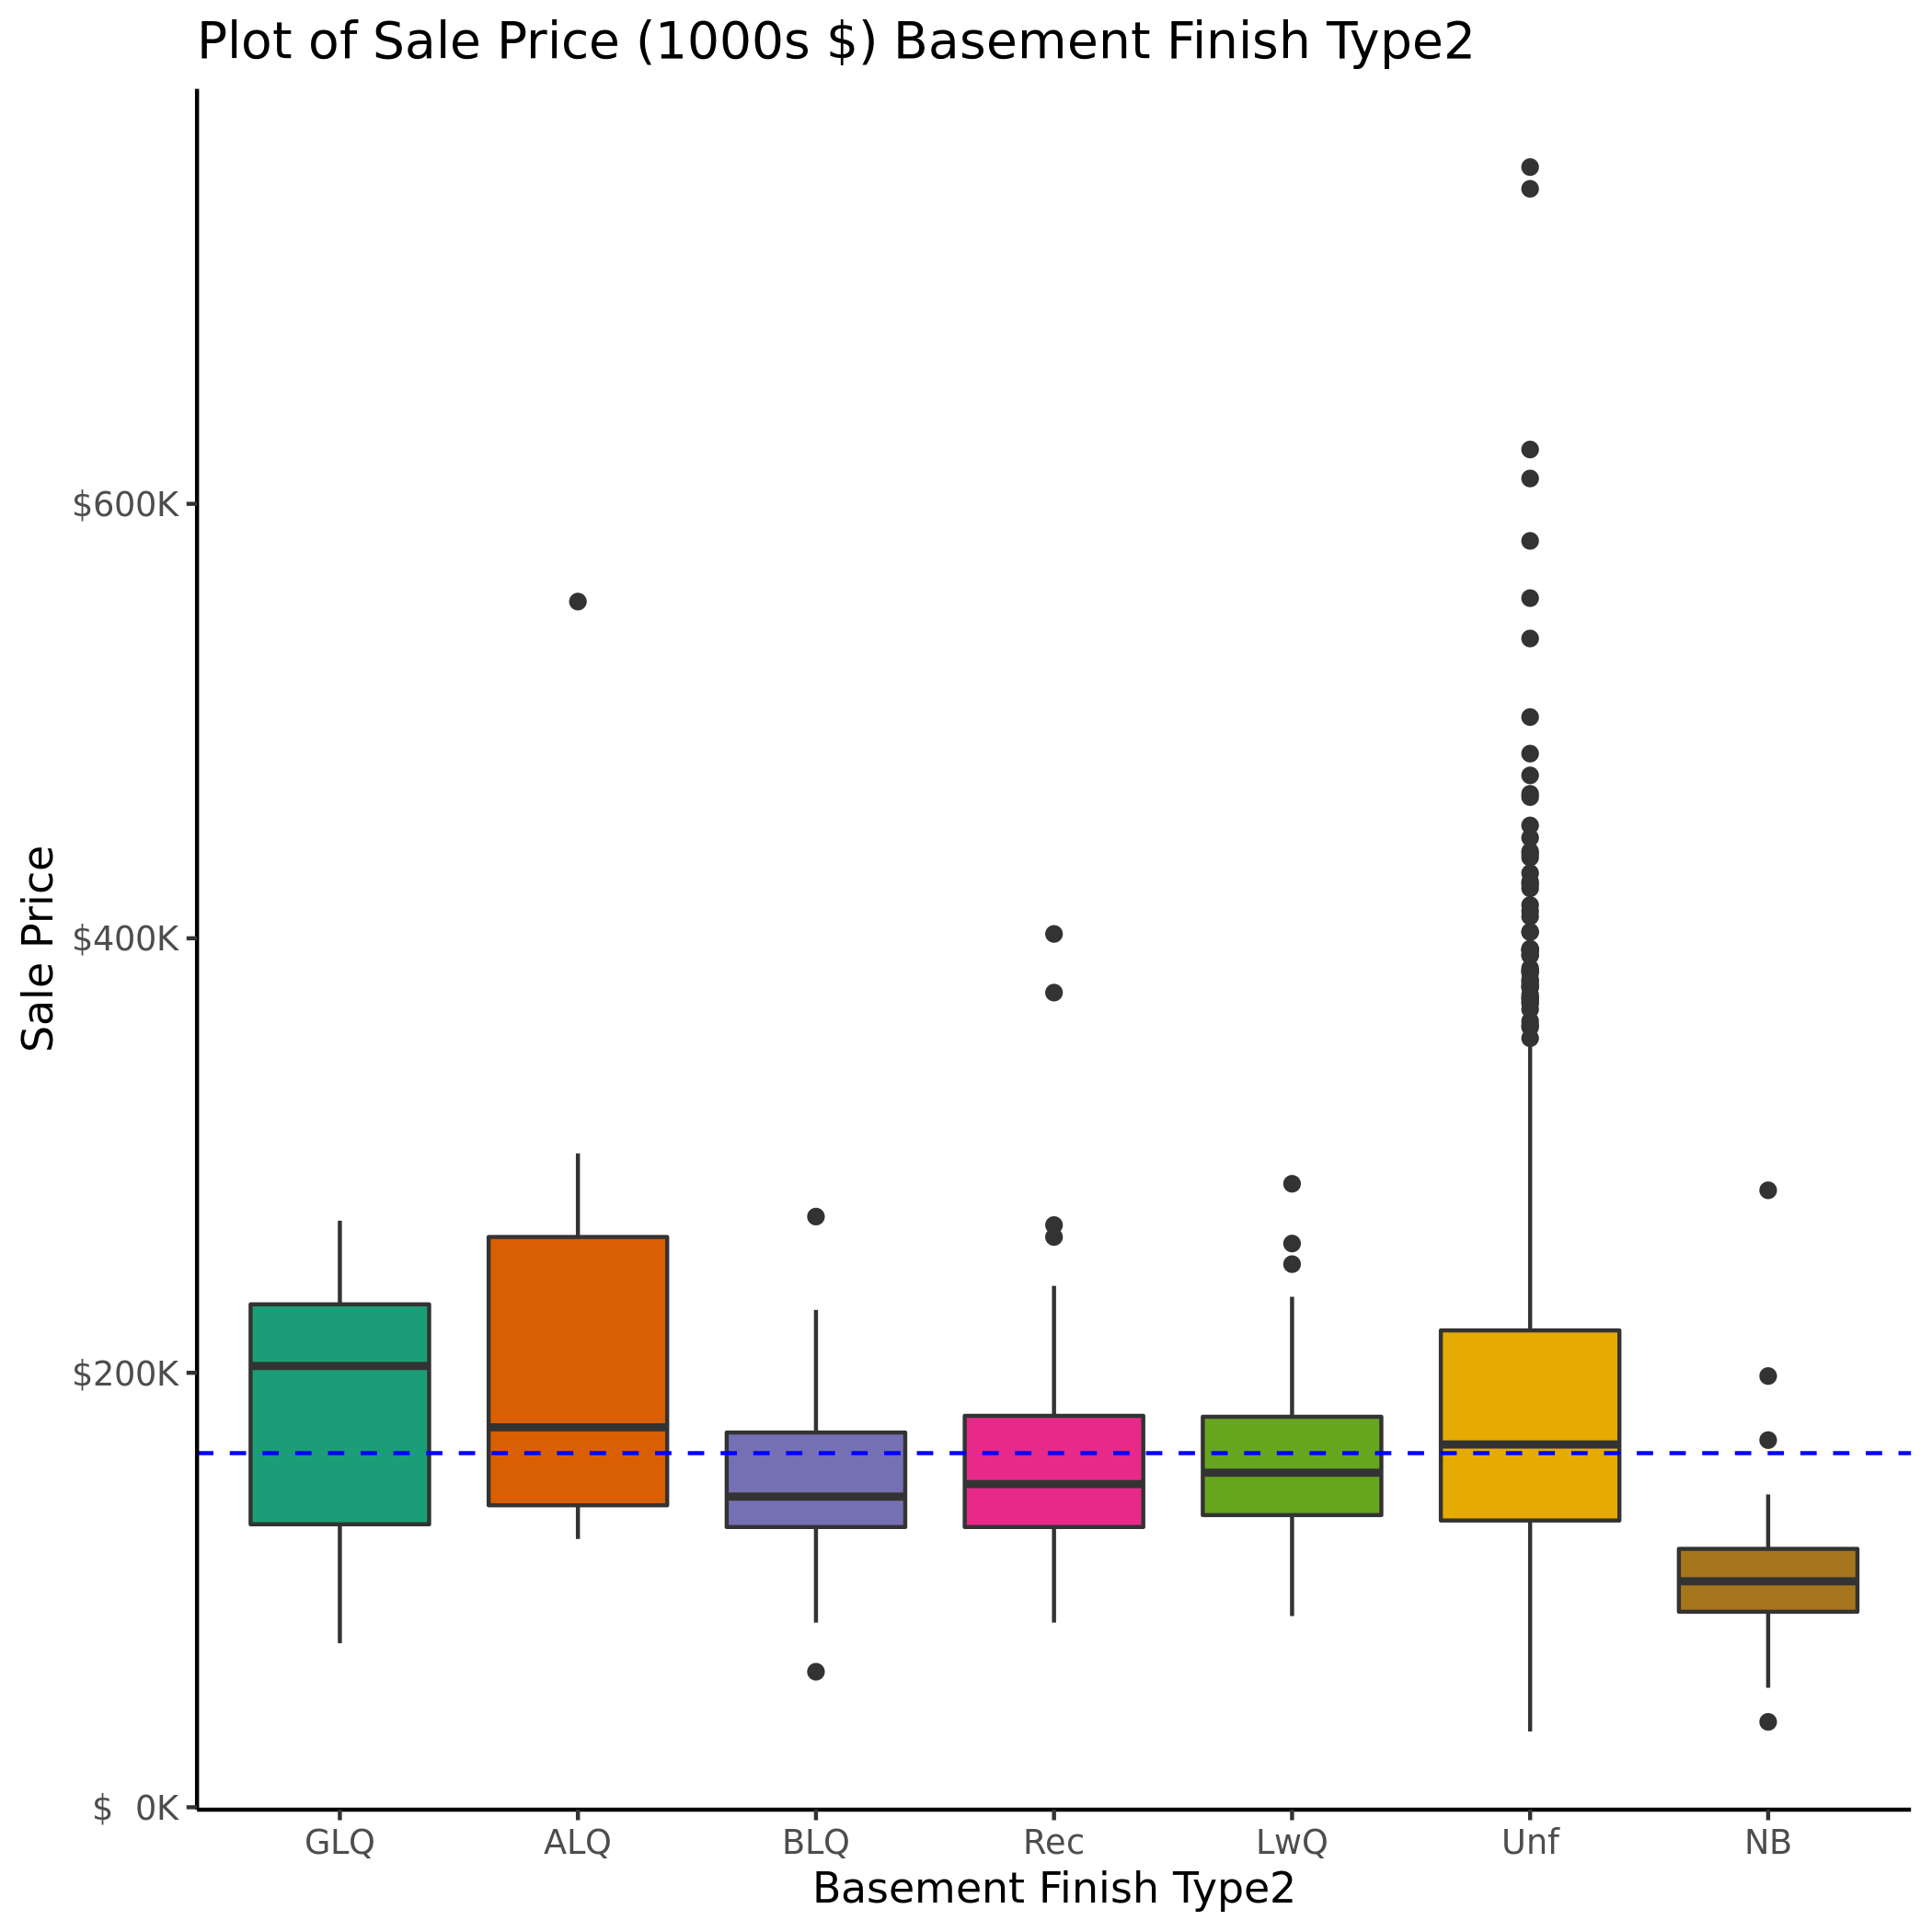 Plot of Sale Price (1000s $) Basement Finish Type2
Sale Price
$600K
$400K
$200K
$  0K
GLQ ALQ BLQ Rec LwQ Unf NB
Basement Finish Type2